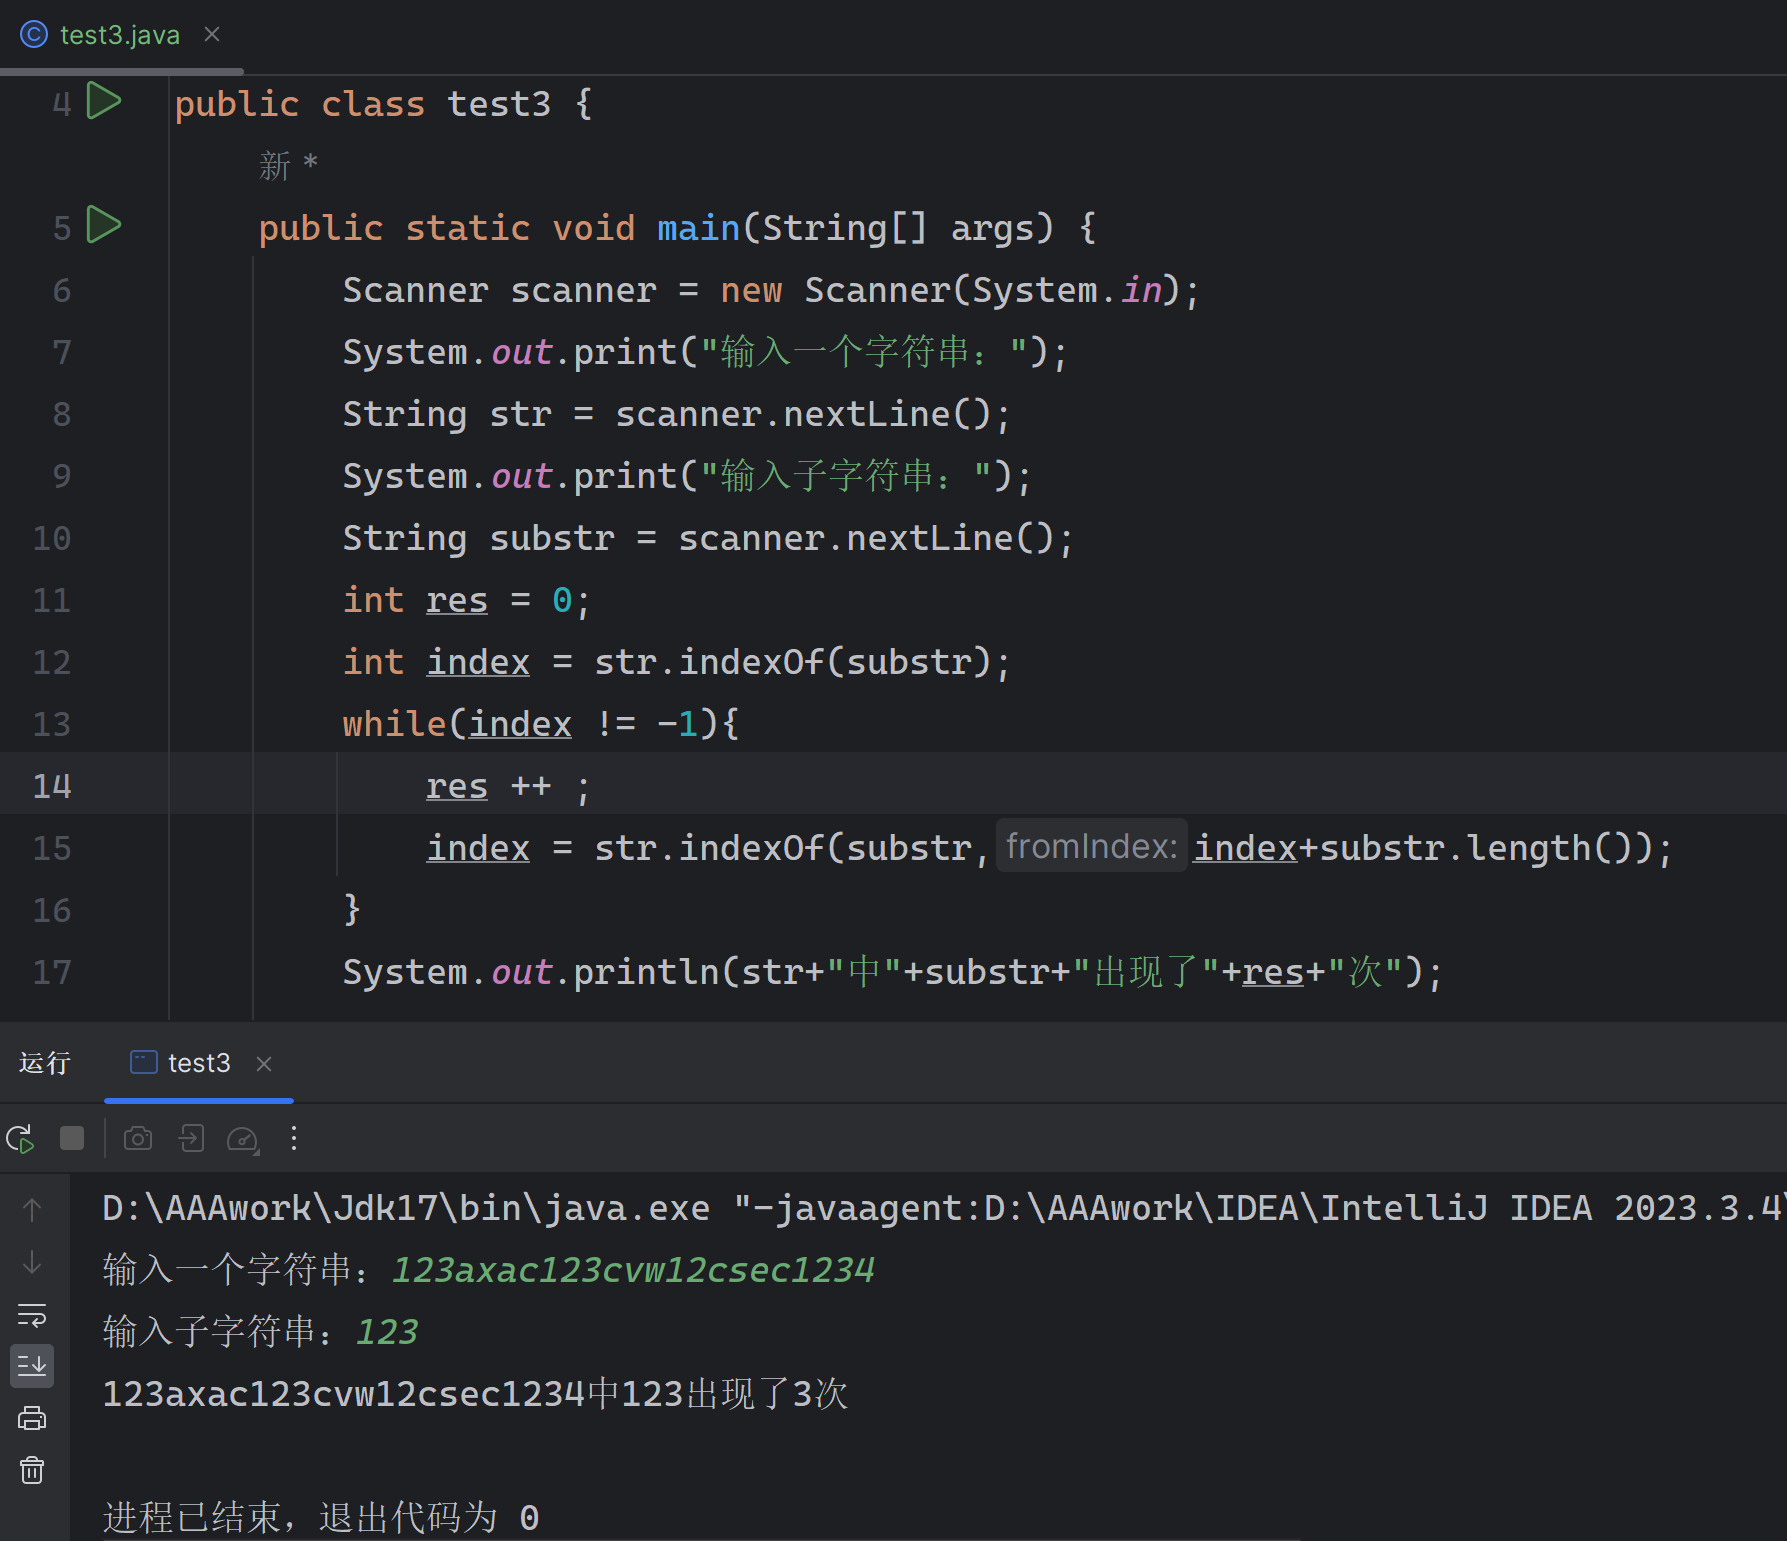 test3.java
4 public class test3 {
新 *
5 public static void main(String[] args) {
6 Scanner scanner = new Scanner(System.in);
7 System.out.print("输入一个字符串：");
8 String str = scanner.nextLine();
9 System.out.print("输入子字符串：");
10 String substr = scanner.nextLine();
11 int res = 0;
12 int index = str.indexOf(substr);
13 while(index != -1){
14 res ++ ;
15 index = str.indexOf(substr, fromIndex: index+substr.length());
16 }
17 System.out.println(str+"中"+substr+"出现了"+res+"次");
运行 test3
D:\AAAwork\Jdk17\bin\java.exe "-javaagent:D:\AAAwork\IDEA\IntelliJ IDEA 2023.3.4\
输入一个字符串：123axac123cvw12csec1234
输入子字符串：123
123axac123cvw12csec1234中123出现了3次
进程已结束，退出代码为 0